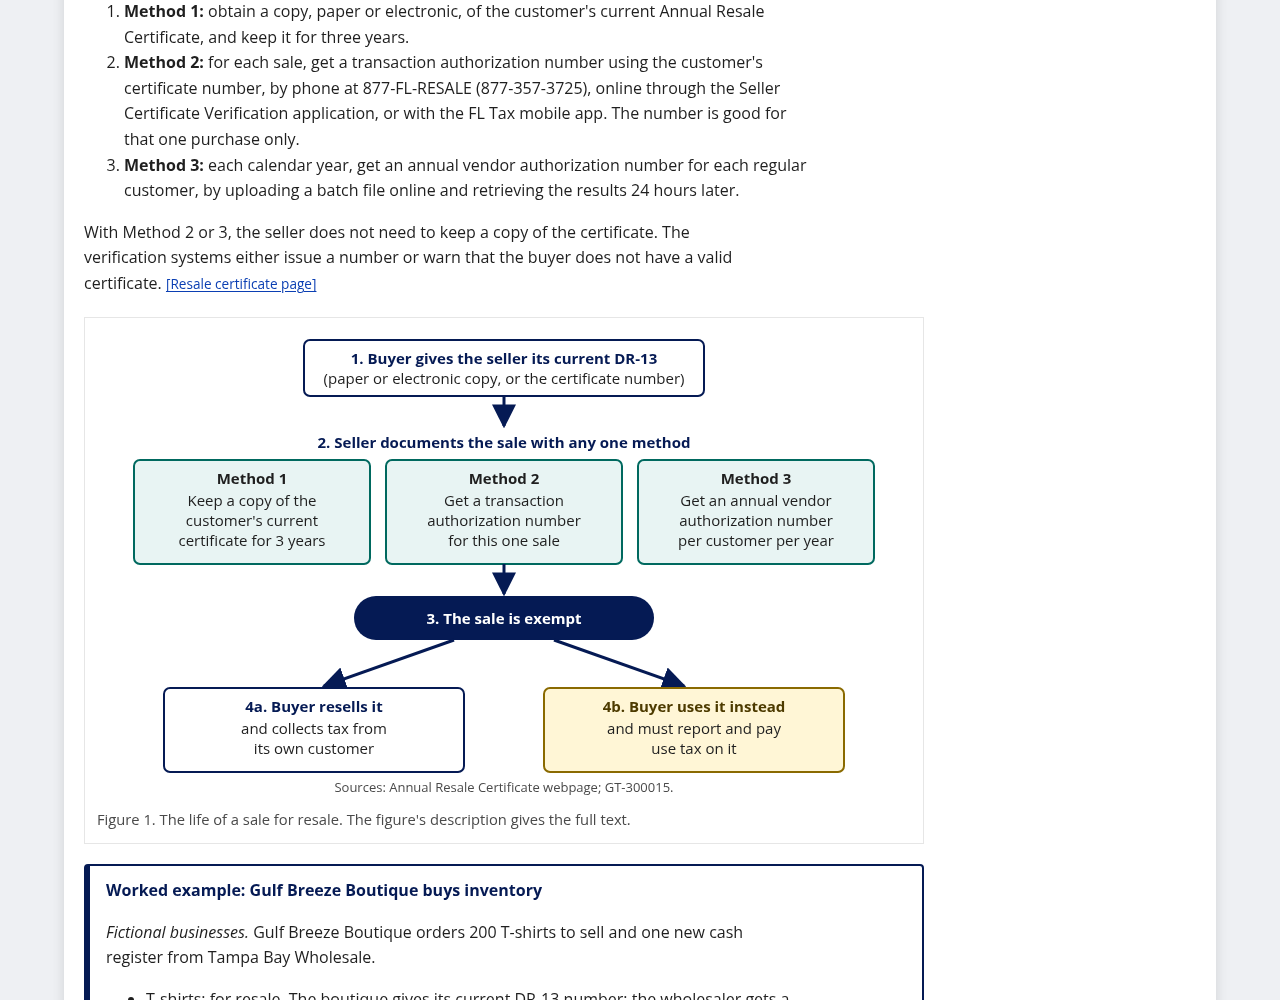 1. Method 1: obtain a copy, paper or electronic, of the customer's current Annual Resale
Certificate, and keep it for three years.
2. Method 2: for each sale, get a transaction authorization number using the customer's
certificate number, by phone at 877-FL-RESALE (877-357-3725), online through the Seller
Certificate Verification application, or with the FL Tax mobile app. The number is good for
that one purchase only.
3. Method 3: each calendar year, get an annual vendor authorization number for each regular
customer, by uploading a batch file online and retrieving the results 24 hours later.
With Method 2 or 3, the seller does not need to keep a copy of the certificate. The
verification systems either issue a number or warn that the buyer does not have a valid
certificate. [Resale certificate page]
1. Buyer gives the seller its current DR-13
(paper or electronic copy, or the certificate number)
2. Seller documents the sale with any one method
Method 1
Keep a copy of the
customer's current
certificate for 3 years
Method 2
Get a transaction
authorization number
for this one sale
Method 3
Get an annual vendor
authorization number
per customer per year
3. The sale is exempt
4a. Buyer resells it
and collects tax from
its own customer
4b. Buyer uses it instead
and must report and pay
use tax on it
Sources: Annual Resale Certificate webpage; GT-300015.
Figure 1. The life of a sale for resale. The figure's description gives the full text.
Worked example: Gulf Breeze Boutique buys inventory
Fictional businesses. Gulf Breeze Boutique orders 200 T-shirts to sell and one new cash
register from Tampa Bay Wholesale.
• T-shirts: for resale. The boutique gives its current DR-13 number; the wholesaler gets a